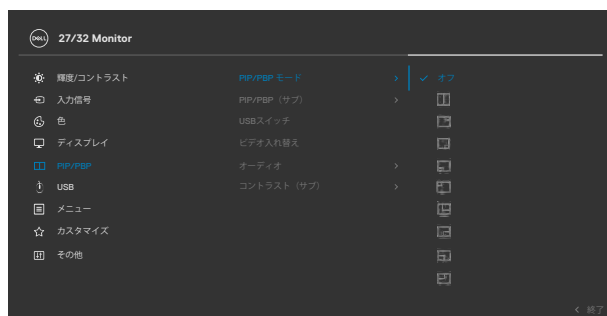 DELL
27/32 Monitor
輝度/コントラスト
入力信号
色
ディスプレイ
PIP/PBP
USB
メニュー
カスタマイズ
その他
PIP/PBP モード
PIP/PBP（サブ）
USBスイッチ
ビデオ入れ替え
オーディオ
コントラスト（サブ）
オフ
終了